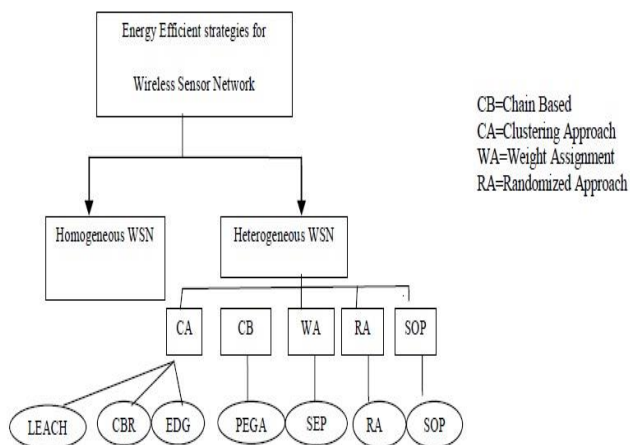 Energy Efficient strategies for
Wireless Sensor Network
CB=Chain Based
CA=Clustering Approach
WA=Weight Assignment
RA=Randomized Approach
Homogeneous WSN
Heterogeneous WSN
CA
CB
WA
RA
SOP
LEACH
CBR
EDG
PEGA
SEP
RA
SOP